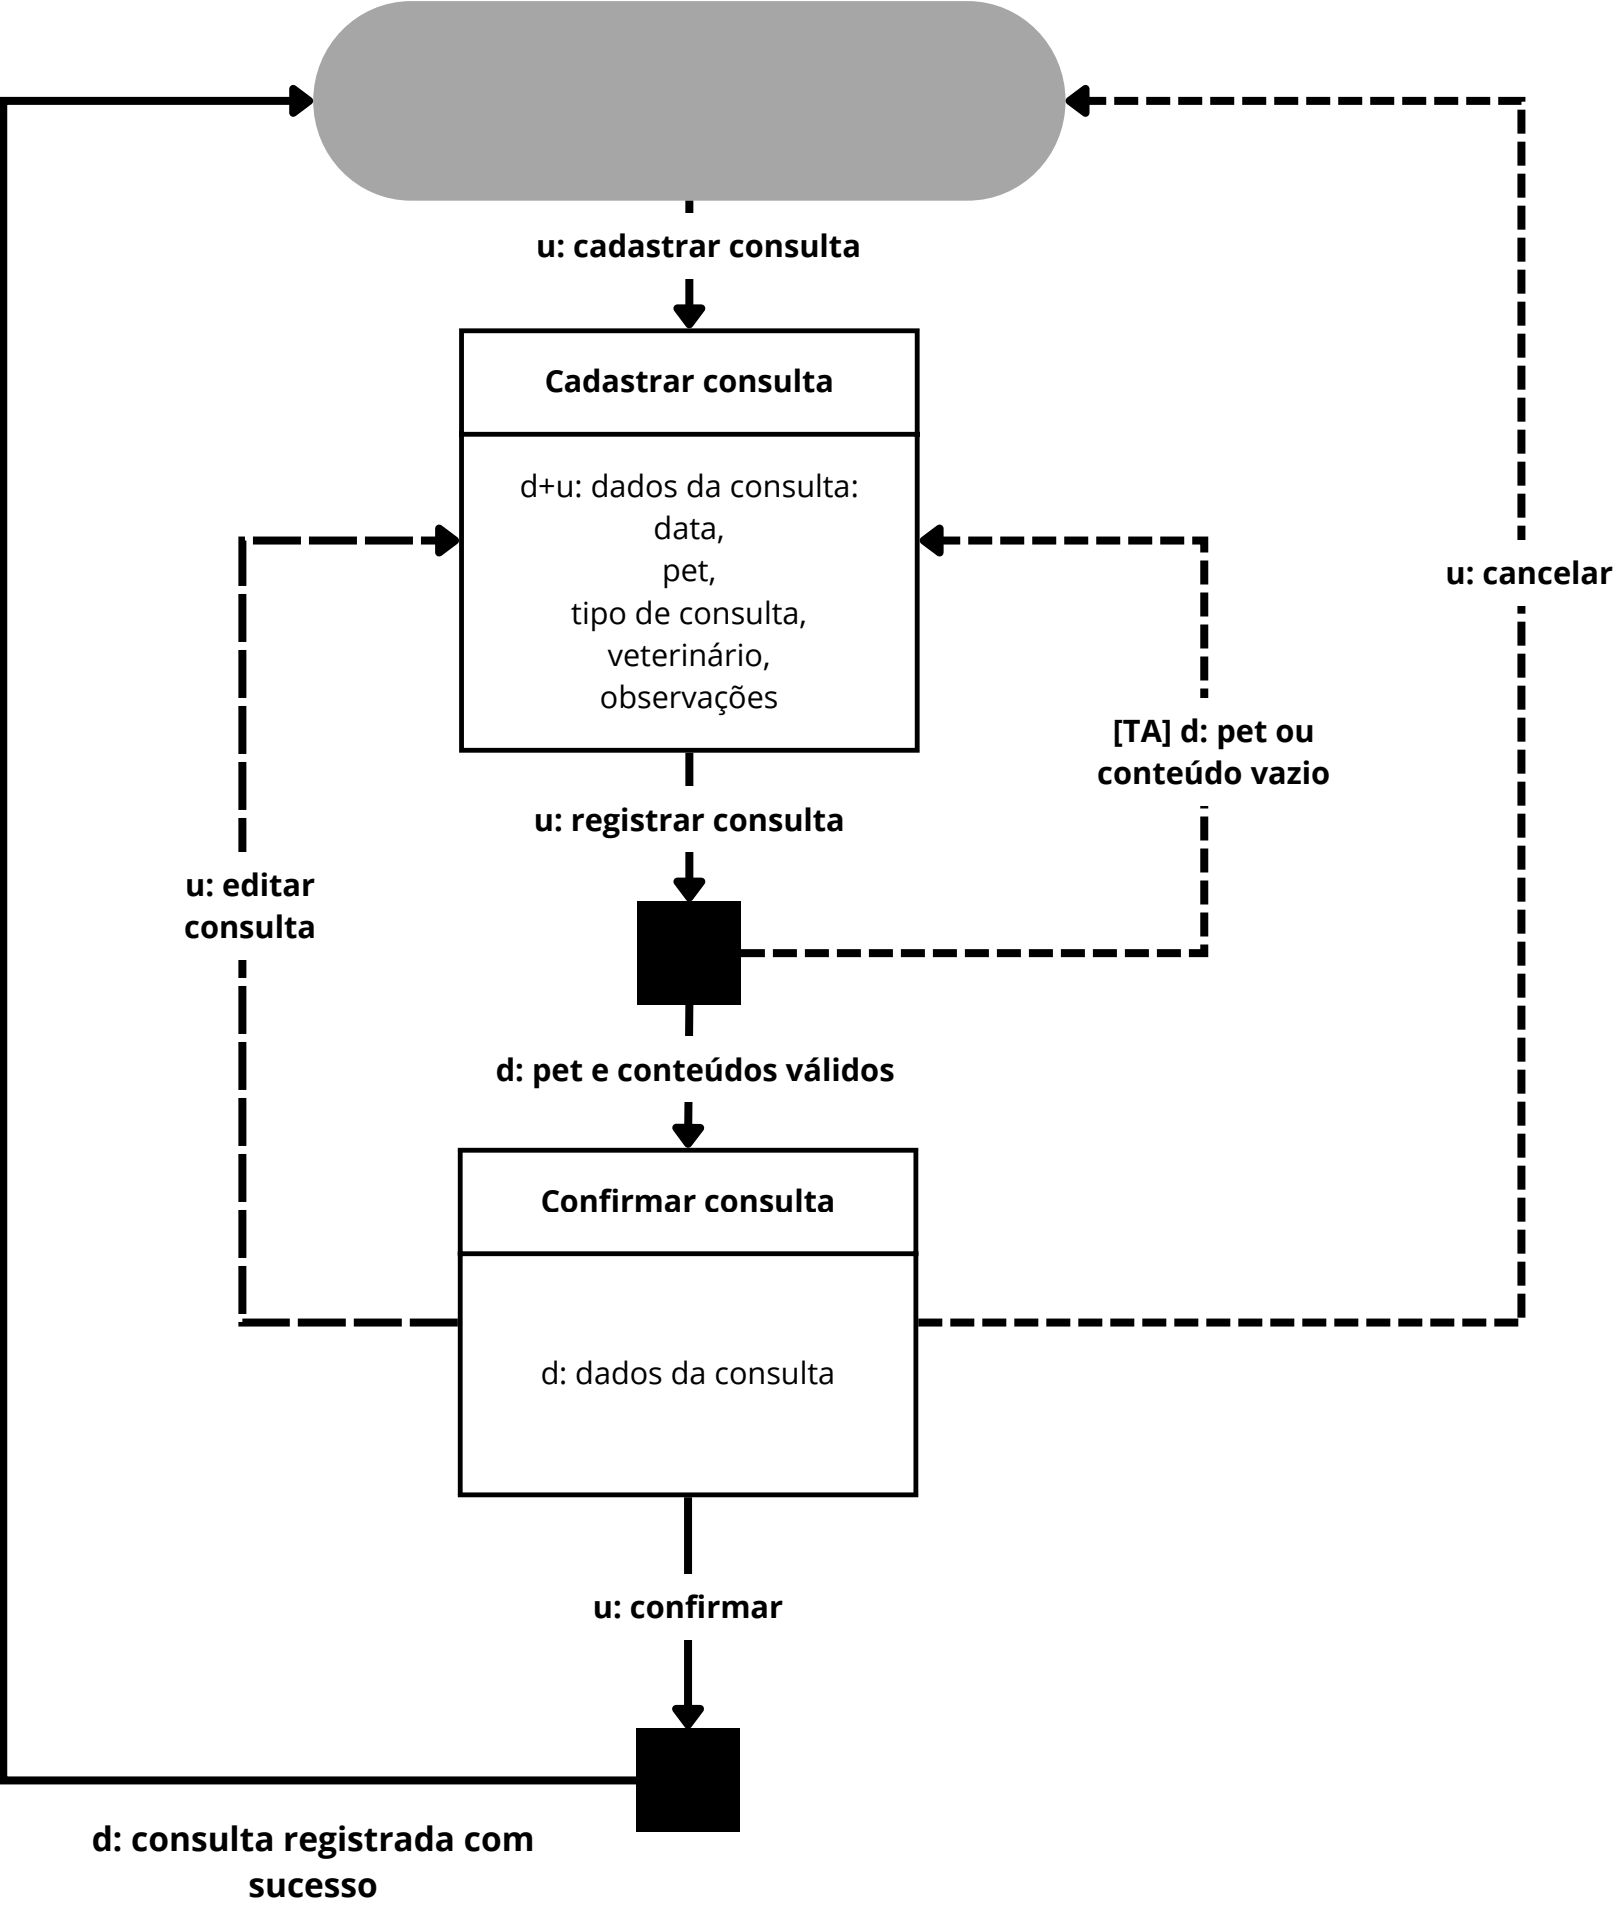 u: cadastrar consulta
Cadastrar consulta
d+u: dados da consulta:
data,
pet,
tipo de consulta,
veterinário,
observações
u: cancelar
[TA] d: pet ou
conteúdo vazio
u: registrar consulta
u: editar
consulta
d: pet e conteúdos válidos
Confirmar consulta
d: dados da consulta
u: confirmar
d: consulta registrada com
sucesso